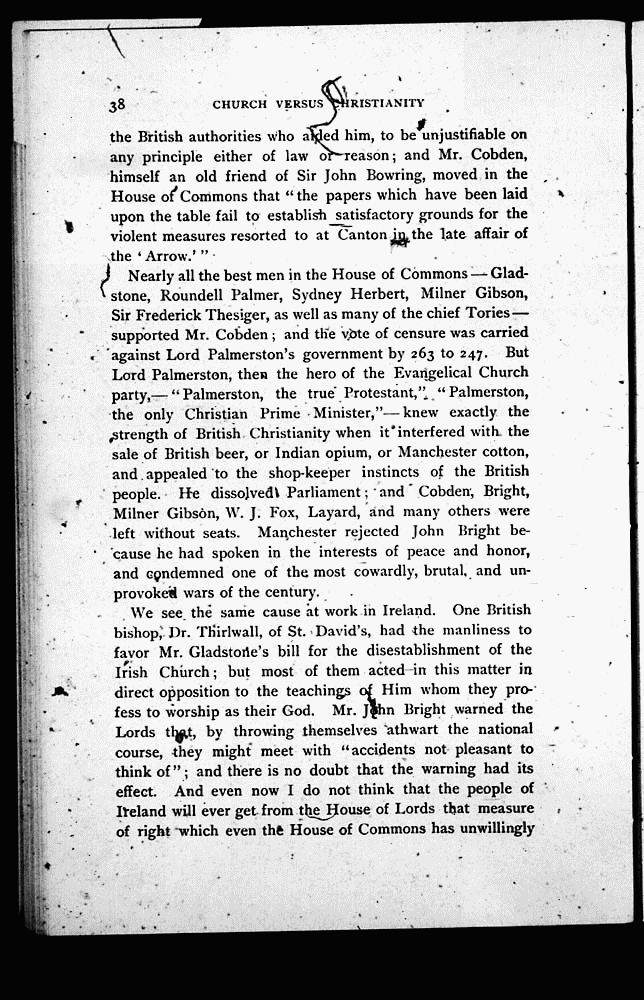 38 CHURCH VERSUS CHRISTIANITY
the British authorities who aided him, to be unjustifiable on
any principle either of law or reason; and Mr. Cobden,
himself an old friend of Sir John Bowring, moved in the
House of Commons that "the papers which have been laid
upon the table fail to establish satisfactory grounds for the
violent measures resorted to at Canton in the late affair of
the 'Arrow.'"
Nearly all the best men in the House of Commons—Glad-
stone, Roundell Palmer, Sydney Herbert, Milner Gibson,
Sir Frederick Thesiger, as well as many of the chief Tories—
supported Mr. Cobden; and the vote of censure was carried
against Lord Palmerston's government by 263 to 247. But
Lord Palmerston, then the hero of the Evangelical Church
party,—"Palmerston, the true Protestant," "Palmerston,
the only Christian Prime Minister,"—knew exactly the
strength of British Christianity when it interfered with the
sale of British beer, or Indian opium, or Manchester cotton,
and appealed to the shop-keeper instincts of the British
people. He dissolved Parliament; and Cobden, Bright,
Milner Gibson, W. J. Fox, Layard, and many others were
left without seats. Manchester rejected John Bright be-
cause he had spoken in the interests of peace and honor,
and condemned one of the most cowardly, brutal, and un-
provoked wars of the century.
We see the same cause at work in Ireland. One British
bishop, Dr. Thirlwall, of St. David's, had the manliness to
favor Mr. Gladstone's bill for the disestablishment of the
Irish Church; but most of them acted in this matter in
direct opposition to the teachings of Him whom they pro-
fess to worship as their God. Mr. John Bright warned the
Lords that, by throwing themselves athwart the national
course, they might meet with "accidents not pleasant to
think of"; and there is no doubt that the warning had its
effect. And even now I do not think that the people of
Ireland will ever get from the House of Lords that measure
of right which even the House of Commons has unwillingly